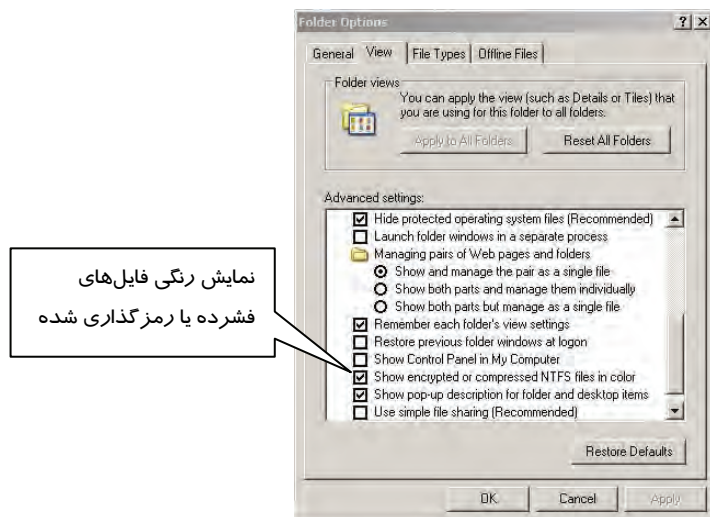 Folder Options
General View File Types Offline Files
Folder views
You can apply the view (such as Details or Tiles) that
you are using for this folder to all folders.
Apply to All Folders Reset All Folders
Advanced settings:
Hide protected operating system files (Recommended)
Launch folder windows in a separate process
Managing pairs of Web pages and folders
Show and manage the pair as a single file
Show both parts and manage them individually
Show both parts but manage as a single file
Remember each folder's view settings
Restore previous folder windows at logon
Show Control Panel in My Computer
Show encrypted or compressed NTFS files in color
Show pop-up description for folder and desktop items
Use simple file sharing (Recommended)
Restore Defaults
OK Cancel Apply
نمایش رنگی فایل‌های
فشرده یا رمزگذاری شده